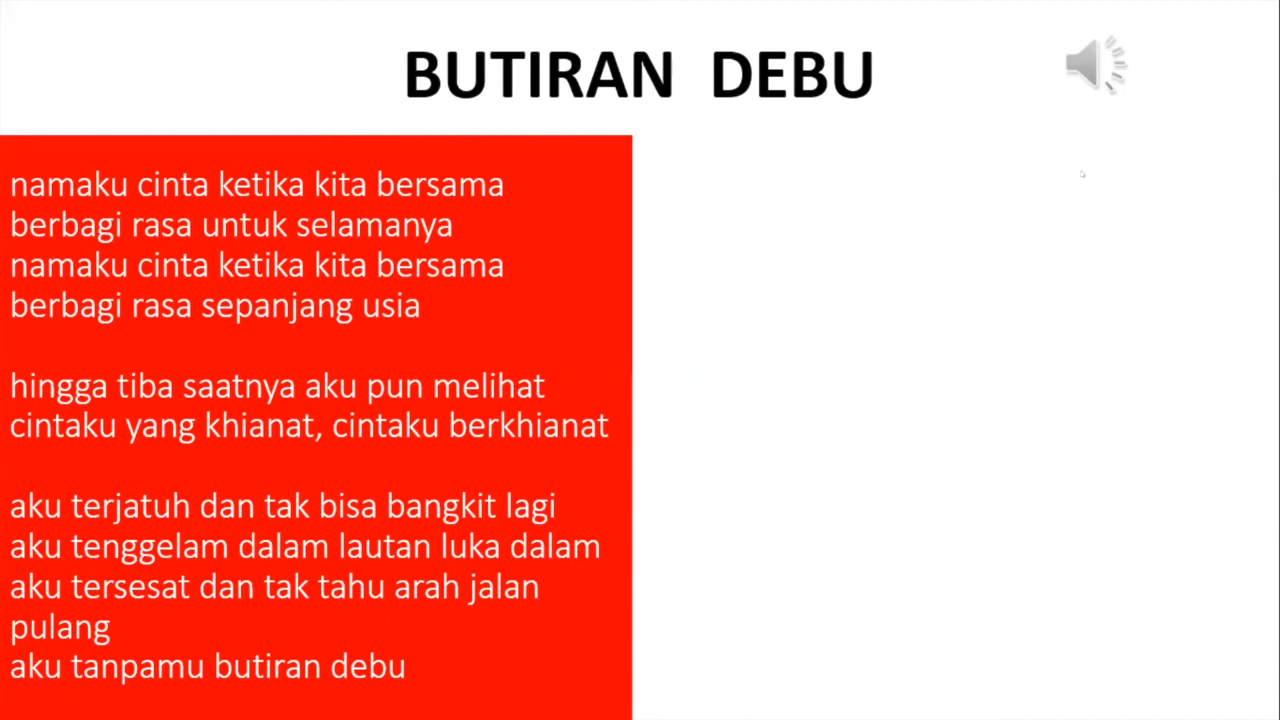 BUTIRAN DEBU
namaku cinta ketika kita bersama
berbagi rasa untuk selamanya
namaku cinta ketika kita bersama
berbagi rasa sepanjang usia
hingga tiba saatnya aku pun melihat
cintaku yang khianat, cintaku berkhianat
aku terjatuh dan tak bisa bangkit lagi
aku tenggelam dalam lautan luka dalam
aku tersesat dan tak tahu arah jalan
pulang
aku tanpamu butiran debu